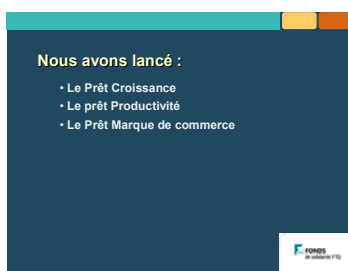 Nous avons lancé :
• Le Prêt Croissance
• Le prêt Productivité
• Le Prêt Marque de commerce
FONDS
de solidarité FTQ